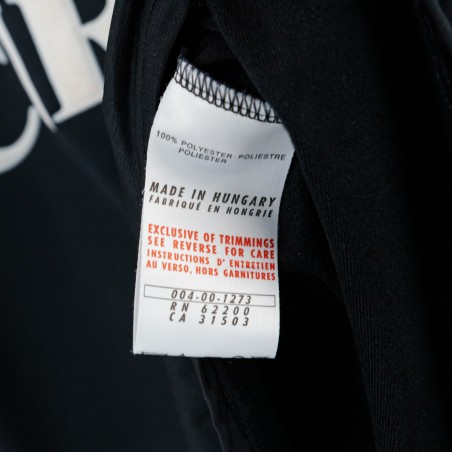 100% POLYESTER POLIESTRE
POLIESTER
MADE IN HUNGARY
FABRIQUÉ EN HONGRIE
EXCLUSIVE OF TRIMMINGS
SEE REVERSE FOR CARE
INSTRUCTIONS D'ENTRETIEN
AU VERSO, HORS GARNITURES
004-00-1273
RN 62200
CA 31503